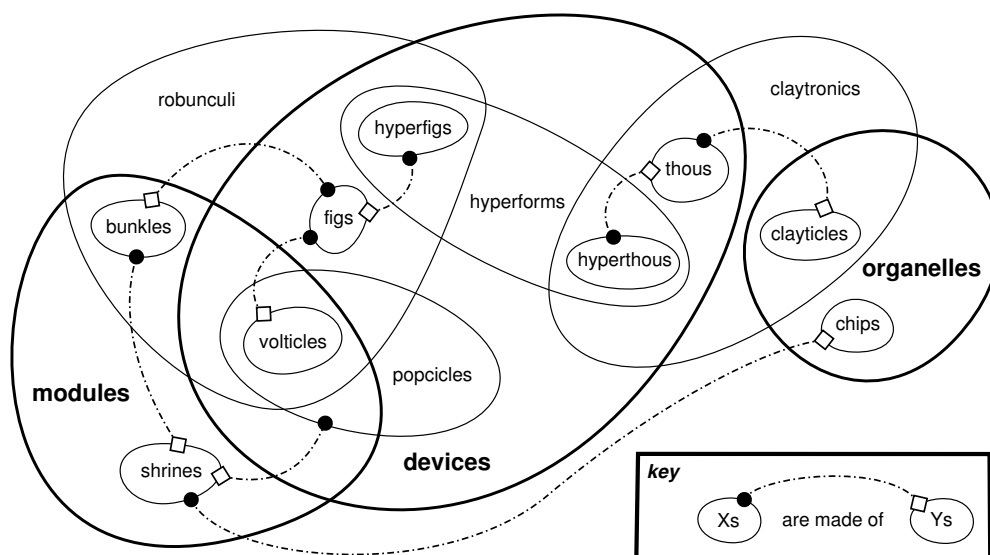 robunculi
claytronics
hyperfigs
thous
bunkles
figs
hyperforms
clayticles
hyperthous
organelles
chips
volticles
popcicles
modules
devices
shrines
key
Xs
are made of
Ys